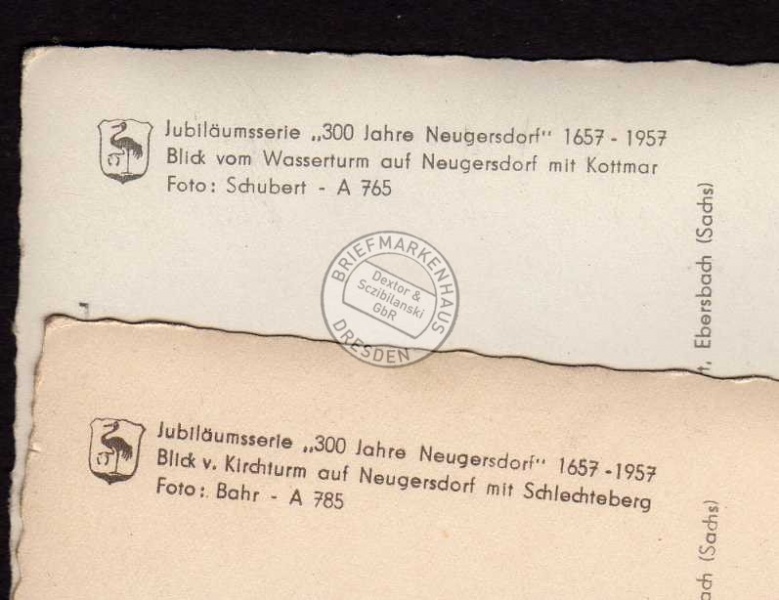 Jubiläumsserie „300 Jahre Neugersdorf" 1657 - 1957
Blick vom Wasserturm auf Neugersdorf mit Kottmar
Foto: Schubert - A 765
t, Ebersbach (Sachs)
BRIEFMARKENHAUS
Dextor &
Sczibilanski
GbR
DRESDEN
Jubiläumsserie „300 Jahre Neugersdorf" 1657 - 1957
Blick v. Kirchturm auf Neugersdorf mit Schlechteberg
Foto: Bahr - A 785
ach (Sachs)